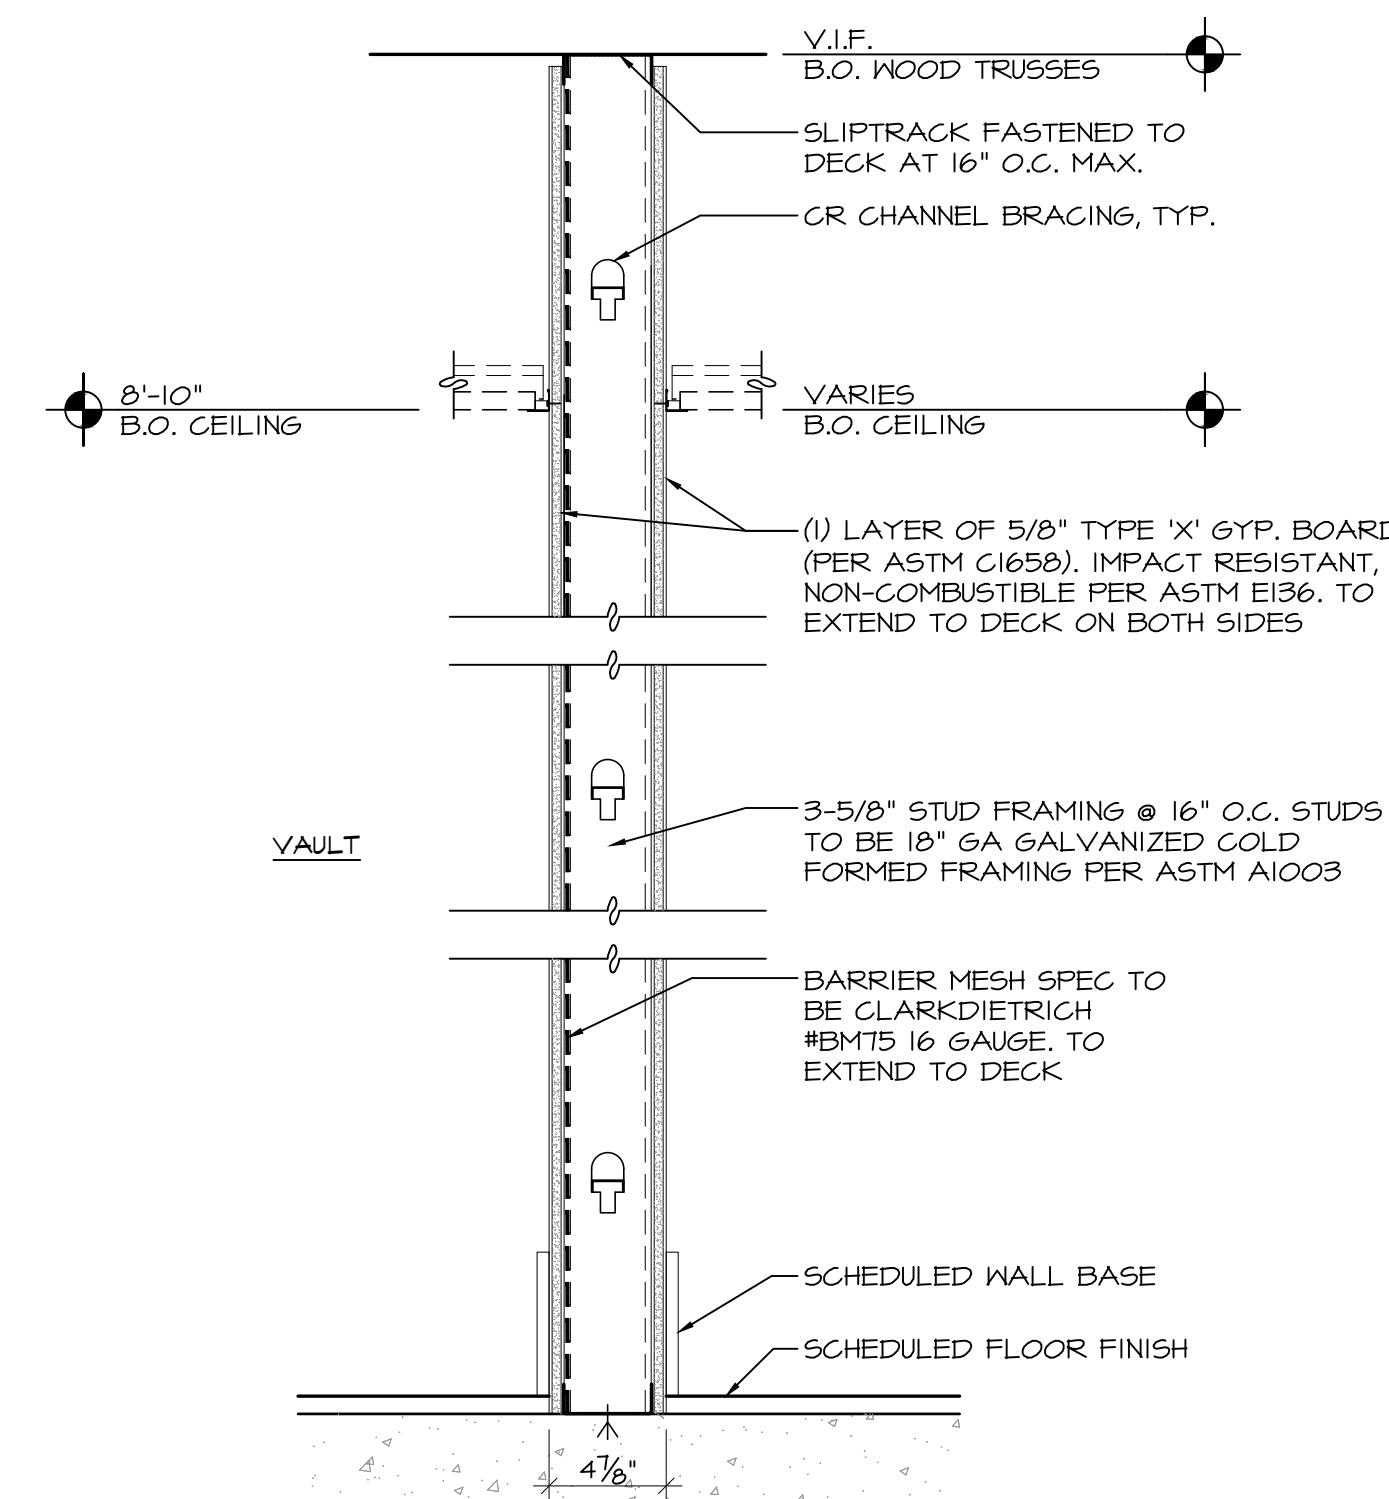 V.I.F.
B.O. WOOD TRUSSES
SLIPTRACK FASTENED TO
DECK AT 16" O.C. MAX.
CR CHANNEL BRACING, TYP.
8'-10"
B.O. CEILING
VARIES
B.O. CEILING
(1) LAYER OF 5/8" TYPE 'X' GYP. BOARD
(PER ASTM C1658). IMPACT RESISTANT,
NON-COMBUSTIBLE PER ASTM E136. TO
EXTEND TO DECK ON BOTH SIDES
3-5/8" STUD FRAMING @ 16" O.C. STUDS
TO BE 18" GA GALVANIZED COLD
FORMED FRAMING PER ASTM A1003
VAULT
BARRIER MESH SPEC TO
BE CLARKDIETRICH
#BM75 16 GAUGE. TO
EXTEND TO DECK
SCHEDULED WALL BASE
SCHEDULED FLOOR FINISH
4 7/8"